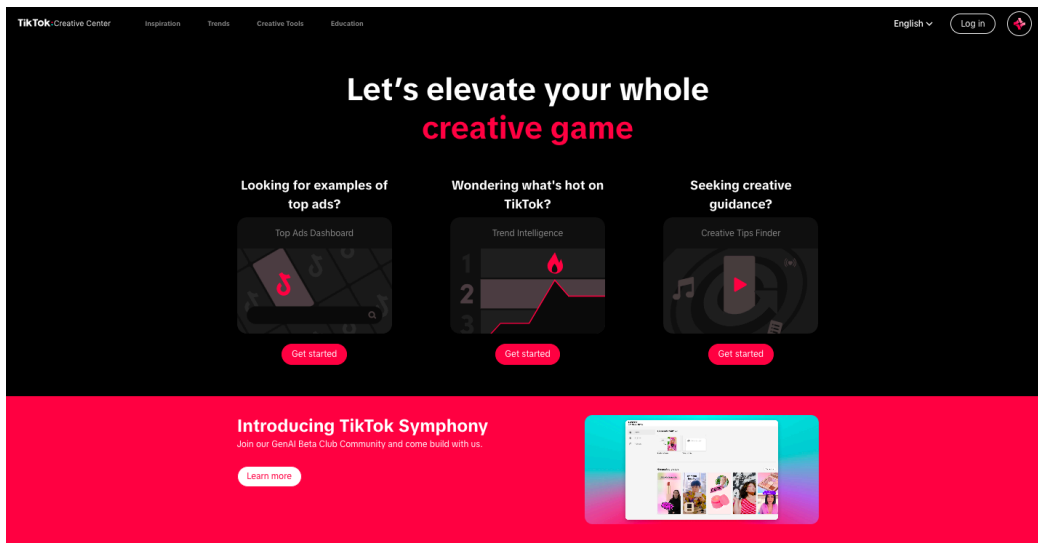 TikTok:Creative Center
Inspiration
Trends
Creative Tools
Education
English
Log in
Let's elevate your whole
creative game
Looking for examples of
top ads?
Top Ads Dashboard
Get started
Wondering what's hot on
TikTok?
Trend Intelligence
1
2
3
Get started
Seeking creative
guidance?
Creative Tips Finder
Get started
Introducing TikTok Symphony
Join our GenAI Beta Club Community and come build with us.
Learn more